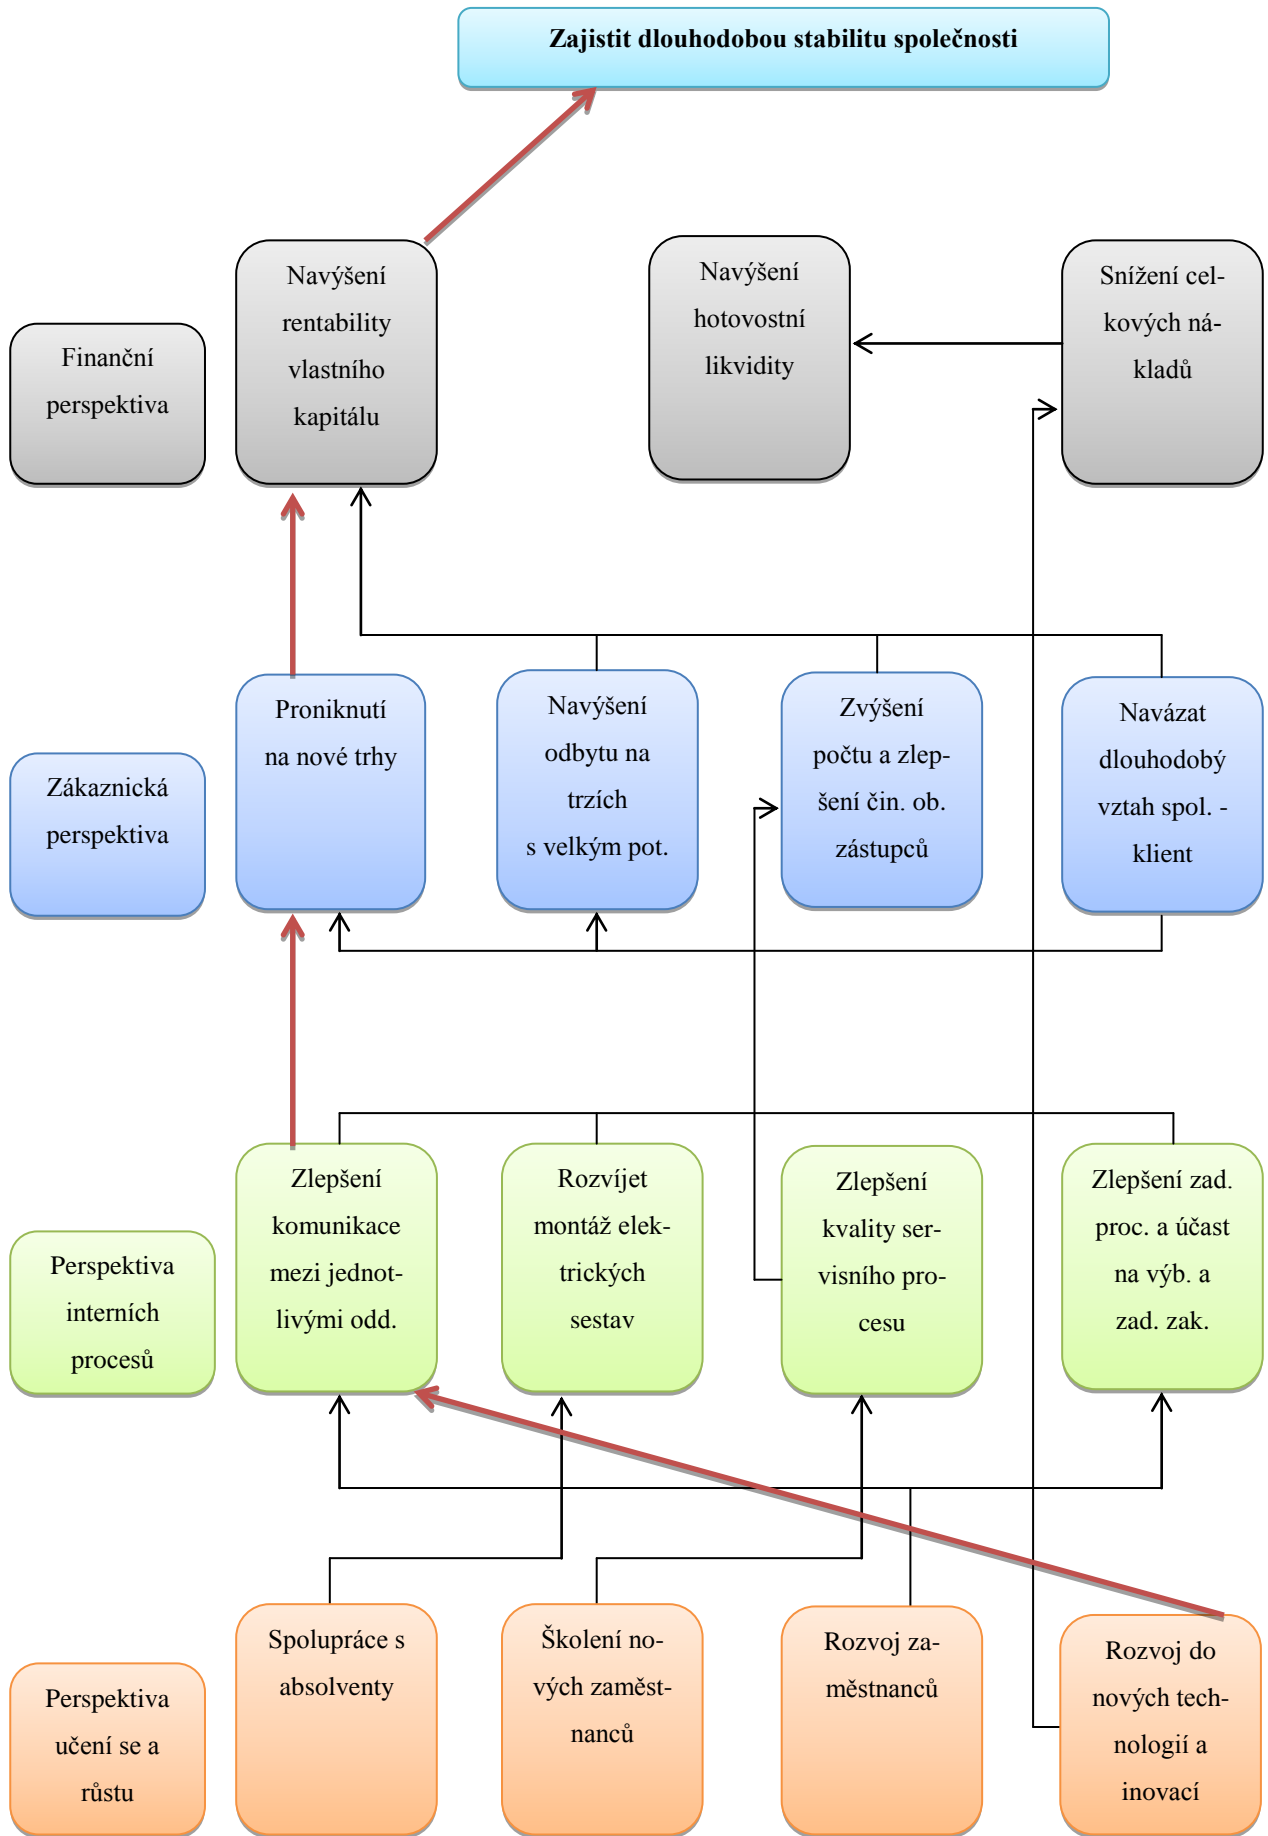 Zajistit dlouhodobou stabilitu společnosti
Finanční
perspektiva
Navýšení
rentability
vlastního
kapitálu
Navýšení
hotovostní
likvidity
Snížení cel-
kových ná-
kladů
Zákaznická
perspektiva
Proniknutí
na nové trhy
Navýšení
odbytu na
trzích
s velkým pot.
Zvýšení
počtu a zlep-
šení čin. ob.
zástupců
Navázat
dlouhodobý
vztah spol. -
klient
Perspektiva
interních
procesů
Zlepšení
komunikace
mezi jednot-
livými odd.
Rozvíjet
montáž elek-
trických
sestav
Zlepšení
kvality ser-
visního pro-
cesu
Zlepšení zad.
proc. a účast
na výb. a
zad. zak.
Perspektiva
učení se a
růstu
Spolupráce s
absolventy
Školení no-
vých zaměst-
nanců
Rozvoj za-
městnanců
Rozvoj do
nových tech-
nologií a
inovací